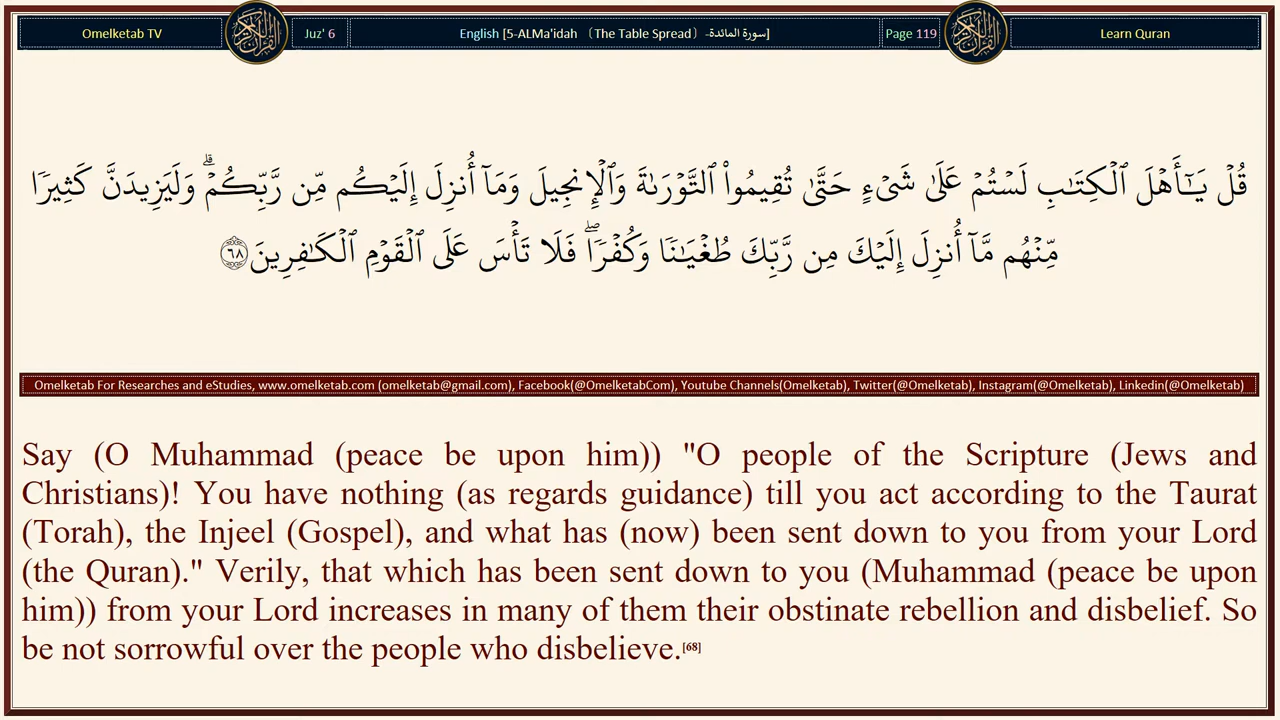 Omelketab TV
Juz' 6
English [5-ALMa'idah (The Table Spread) -سورة المائدة]
Page 119
Learn Quran
قُلْ يَـٰٓأَهْلَ ٱلْكِتَـٰبِ لَسْتُمْ عَلَىٰ شَىْءٍ حَتَّىٰ تُقِيمُوا۟ ٱلتَّوْرَىٰةَ وَٱلْإِنجِيلَ وَمَآ أُنزِلَ إِلَيْكُم مِّن رَّبِّكُمْ ۗ وَلَيَزِيدَنَّ كَثِيرًا
مِّنْهُم مَّآ أُنزِلَ إِلَيْكَ مِن رَّبِّكَ طُغْيَـٰنًا وَكُفْرًا ۖ فَلَا تَأْسَ عَلَى ٱلْقَوْمِ ٱلْكَـٰفِرِينَ ٦٨
Omelketab For Researches and eStudies, www.omelketab.com (omelketab@gmail.com), Facebook(@OmelketabCom), Youtube Channels(Omelketab), Twitter(@Omelketab), Instagram(@Omelketab), Linkedin(@Omelketab)
Say (O Muhammad (peace be upon him)) "O people of the Scripture (Jews and
Christians)! You have nothing (as regards guidance) till you act according to the Taurat
(Torah), the Injeel (Gospel), and what has (now) been sent down to you from your Lord
(the Quran)." Verily, that which has been sent down to you (Muhammad (peace be upon
him)) from your Lord increases in many of them their obstinate rebellion and disbelief. So
be not sorrowful over the people who disbelieve.[68]